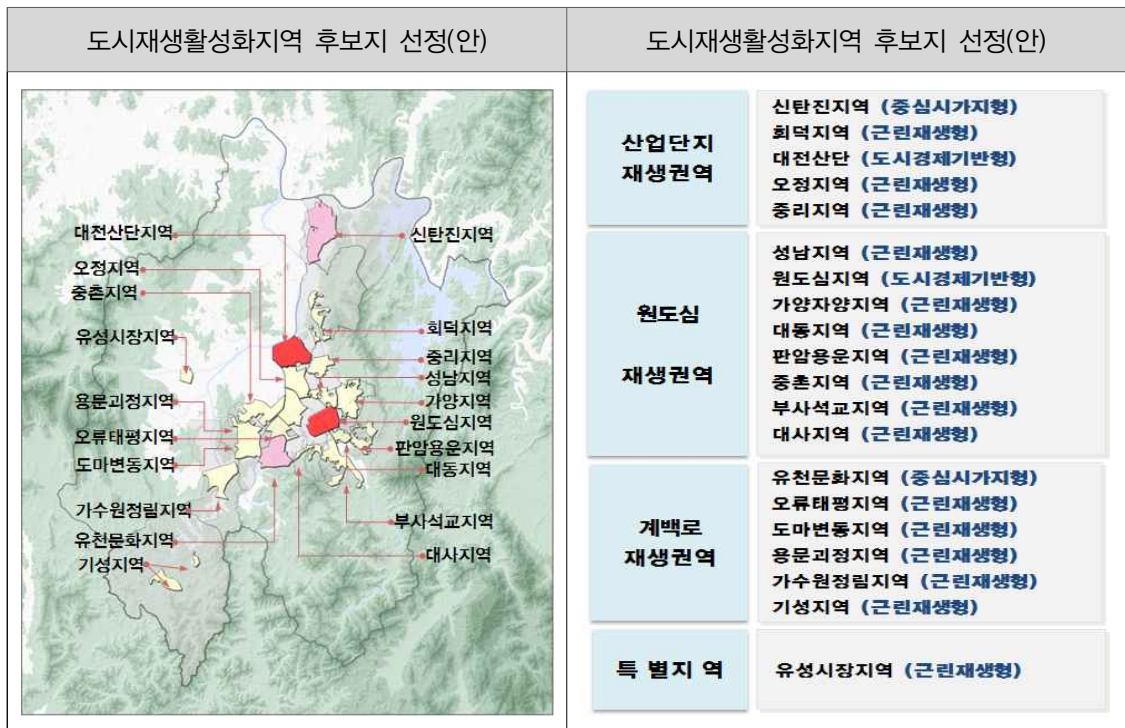 도시재생활성화지역 후보지 선정(안)
대전산단지역
오정지역
중촌지역
유성시장지역
용문괴정지역
오류태평지역
도마변동지역
가수원정림지역
유천문화지역
기성지역
신탄진지역
회덕지역
중리지역
성남지역
가양지역
원도심지역
판암용운지역
대동지역
부사석교지역
대사지역
도시재생활성화지역 후보지 선정(안)
산업단지
재생권역
신탄진지역 (중심시가지형)
회덕지역 (근린재생형)
대전산단 (도시경제기반형)
오정지역 (근린재생형)
중리지역 (근린재생형)
원도심
재생권역
성남지역 (근린재생형)
원도심지역 (도시경제기반형)
가양자양지역 (근린재생형)
대동지역 (근린재생형)
판암용운지역 (근린재생형)
중촌지역 (근린재생형)
부사석교지역 (근린재생형)
대사지역 (근린재생형)
계백로
재생권역
유천문화지역 (중심시가지형)
오류태평지역 (근린재생형)
도마변동지역 (근린재생형)
용문괴정지역 (근린재생형)
가수원정림지역 (근린재생형)
기성지역 (근린재생형)
특 별지 역
유성시장지역 (근린재생형)